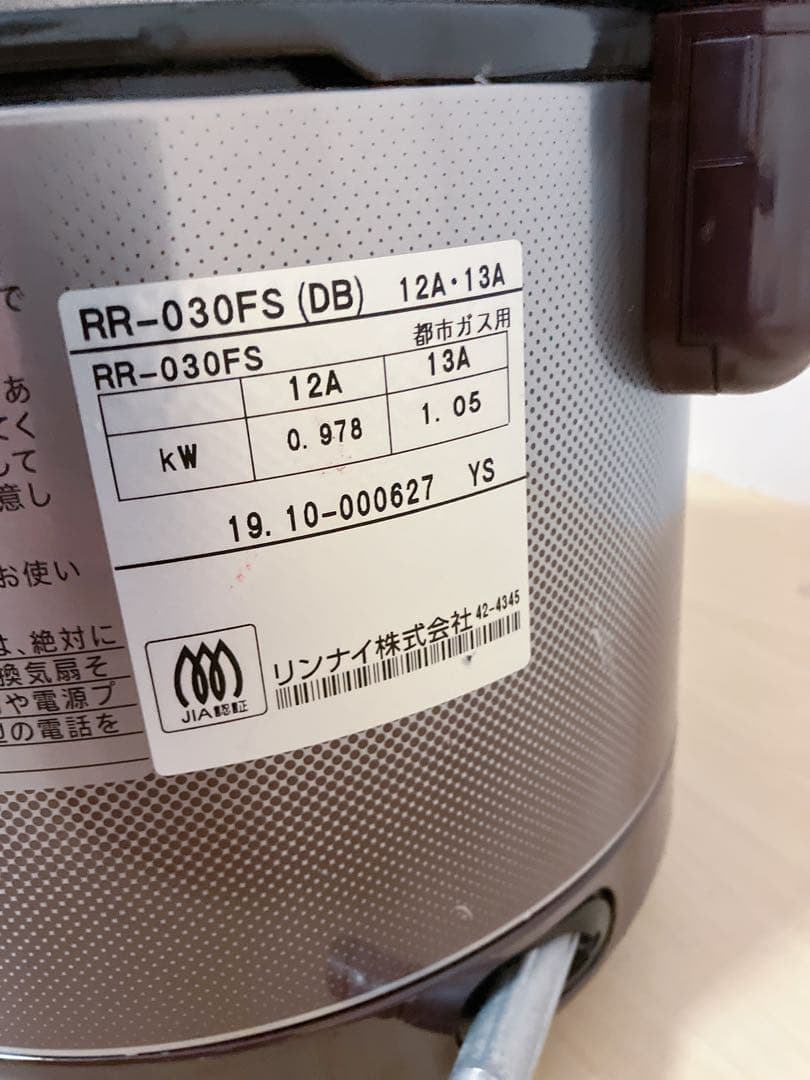 RR-030FS (DB) 12A・13A
RR-030FS 都市ガス用
12A 13A
kW 0.978 1.05
19.10-000627 YS
JIA認証
リンナイ株式会社 42-4345
で
あ
てく
して
意し
お使い
は、絶対に
換気扇そ
や電源プ
の電話を